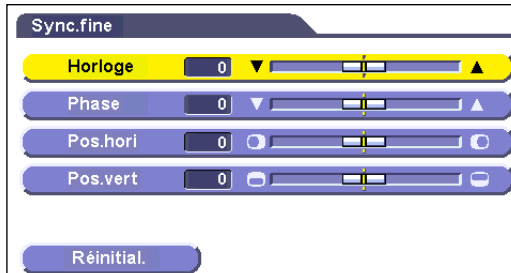 Sync.fine
Horloge 0
Phase 0
Pos.hori 0
Pos.vert 0
Réinitial.